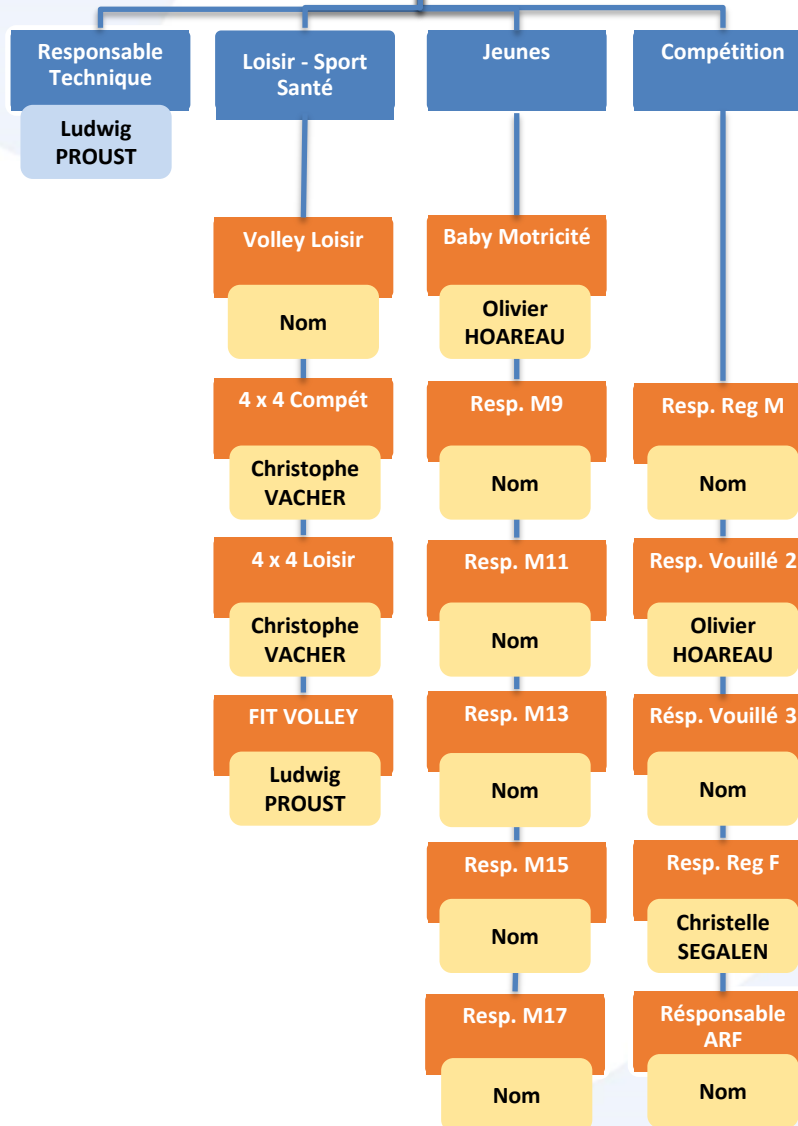 Responsable
Technique
Ludwig
PROUST
Loisir - Sport
Santé
Volley Loisir
Nom
4 x 4 Compét
Christophe
VACHER
4 x 4 Loisir
Christophe
VACHER
FIT VOLLEY
Ludwig
PROUST
Jeunes
Baby Motricité
Olivier
HOAREAU
Resp. M9
Nom
Resp. M11
Nom
Resp. M13
Nom
Resp. M15
Nom
Resp. M17
Nom
Compétition
Resp. Reg M
Nom
Resp. Vouillé 2
Olivier
HOAREAU
Résp. Vouillé 3
Nom
Resp. Reg F
Christelle
SEGALEN
Résponsable
ARF
Nom